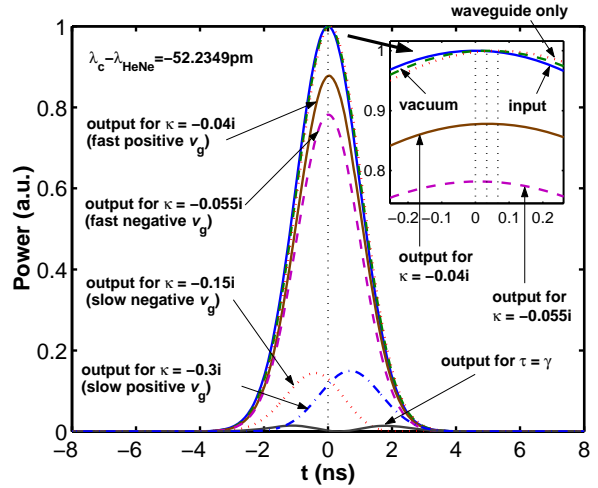 waveguide only
λc−λHeNe=−52.2349pm
vacuum
input
output for κ = −0.04i
(fast positive vg)
output for κ = −0.055i
(fast negative vg)
output for κ = −0.15i
(slow negative vg)
output for κ = −0.3i
(slow positive vg)
output for
κ = −0.04i
output for
κ = −0.055i
output for τ = γ
1
0.9
0.8
−0.2 −0.1 0 0.1 0.2
Power (a.u.)
1
0.8
0.6
0.4
0.2
0
−8 −6 −4 −2 0 2 4 6 8
t (ns)